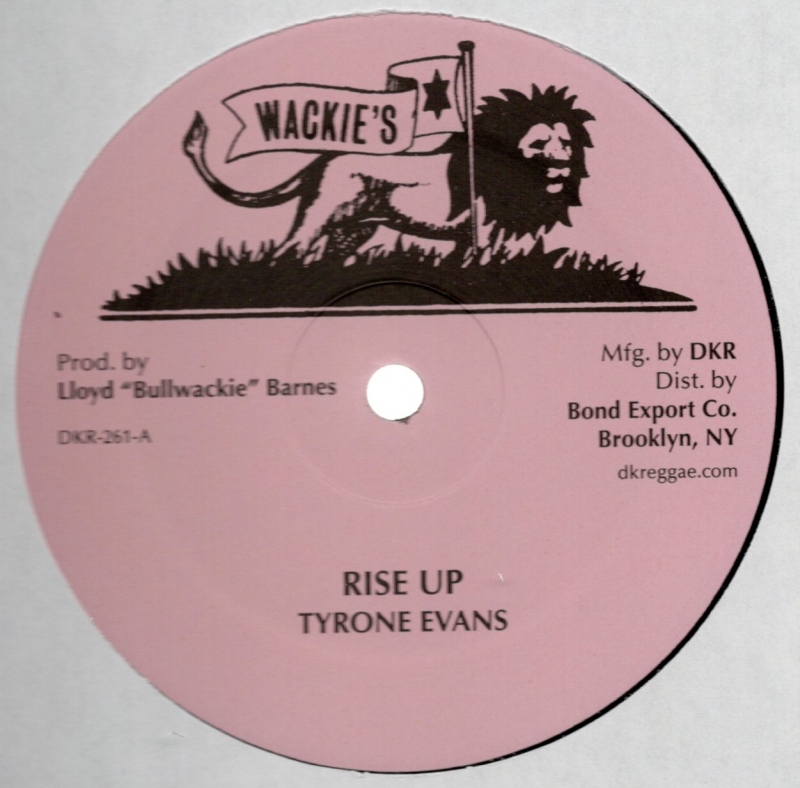 WACKIE'S
Prod. by
Lloyd "Bullwackie" Barnes
DKR-261-A
Mfg. by DKR
Dist. by
Bond Export Co.
Brooklyn, NY
dkreggae.com
RISE UP
TYRONE EVANS